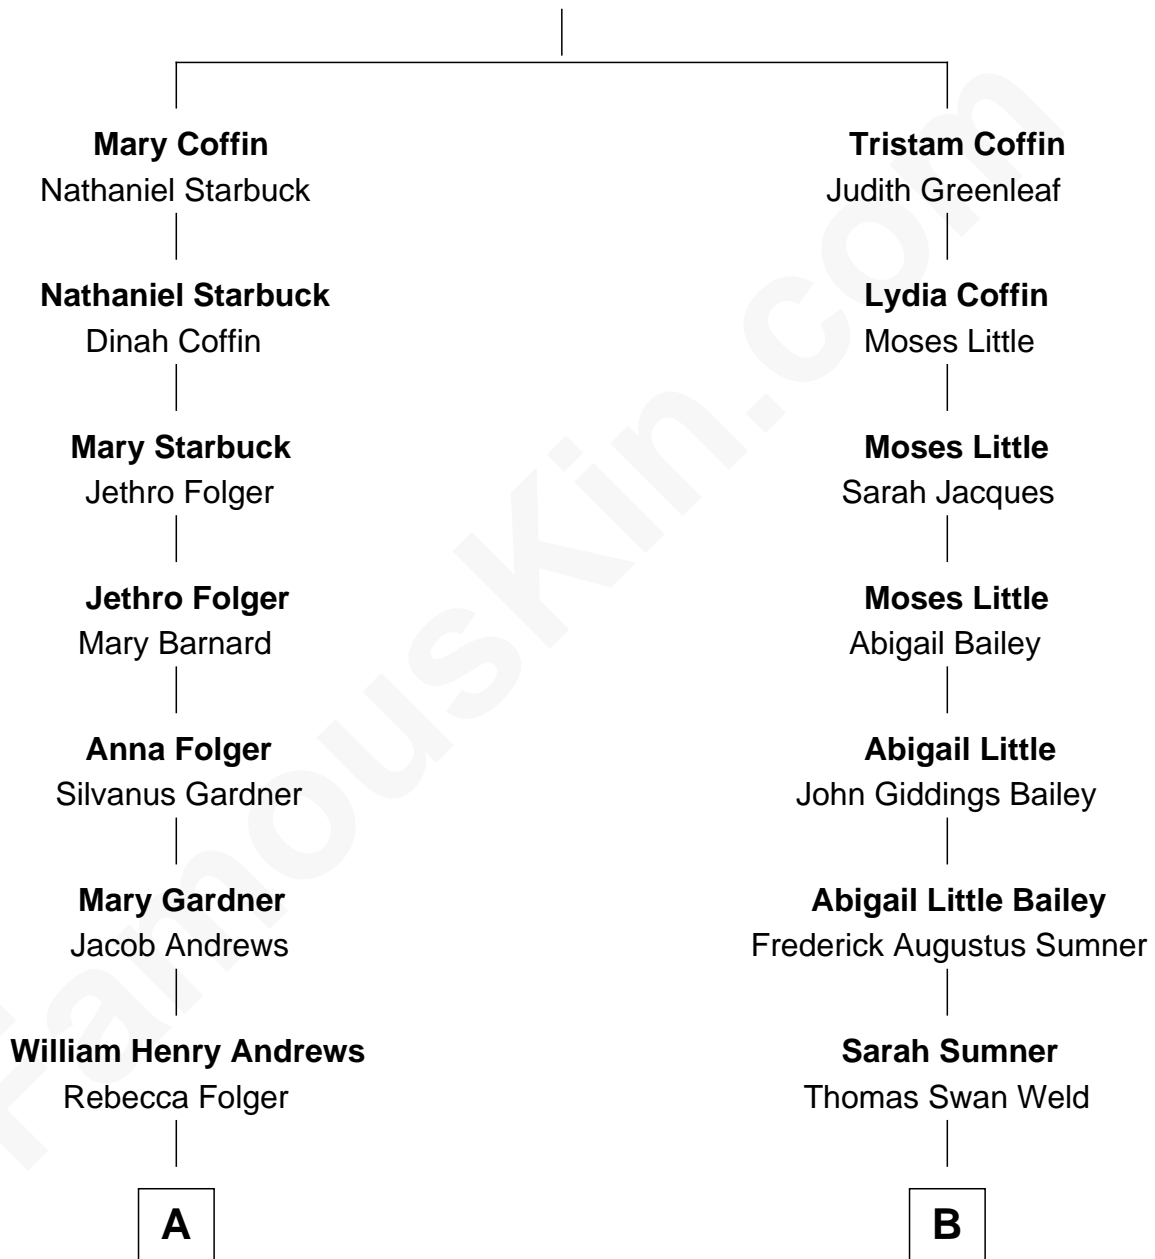 Mary Coffin
Nathaniel Starbuck
Nathaniel Starbuck
Dinah Coffin
Mary Starbuck
Jethro Folger
Jethro Folger
Mary Barnard
Anna Folger
Silvanus Gardner
Mary Gardner
Jacob Andrews
William Henry Andrews
Rebecca Folger
A
Tristam Coffin
Judith Greenleaf
Lydia Coffin
Moses Little
Moses Little
Sarah Jacques
Moses Little
Abigail Bailey
Abigail Little
John Giddings Bailey
Abigail Little Bailey
Frederick Augustus Sumner
Sarah Sumner
Thomas Swan Weld
B
FamousKin.com